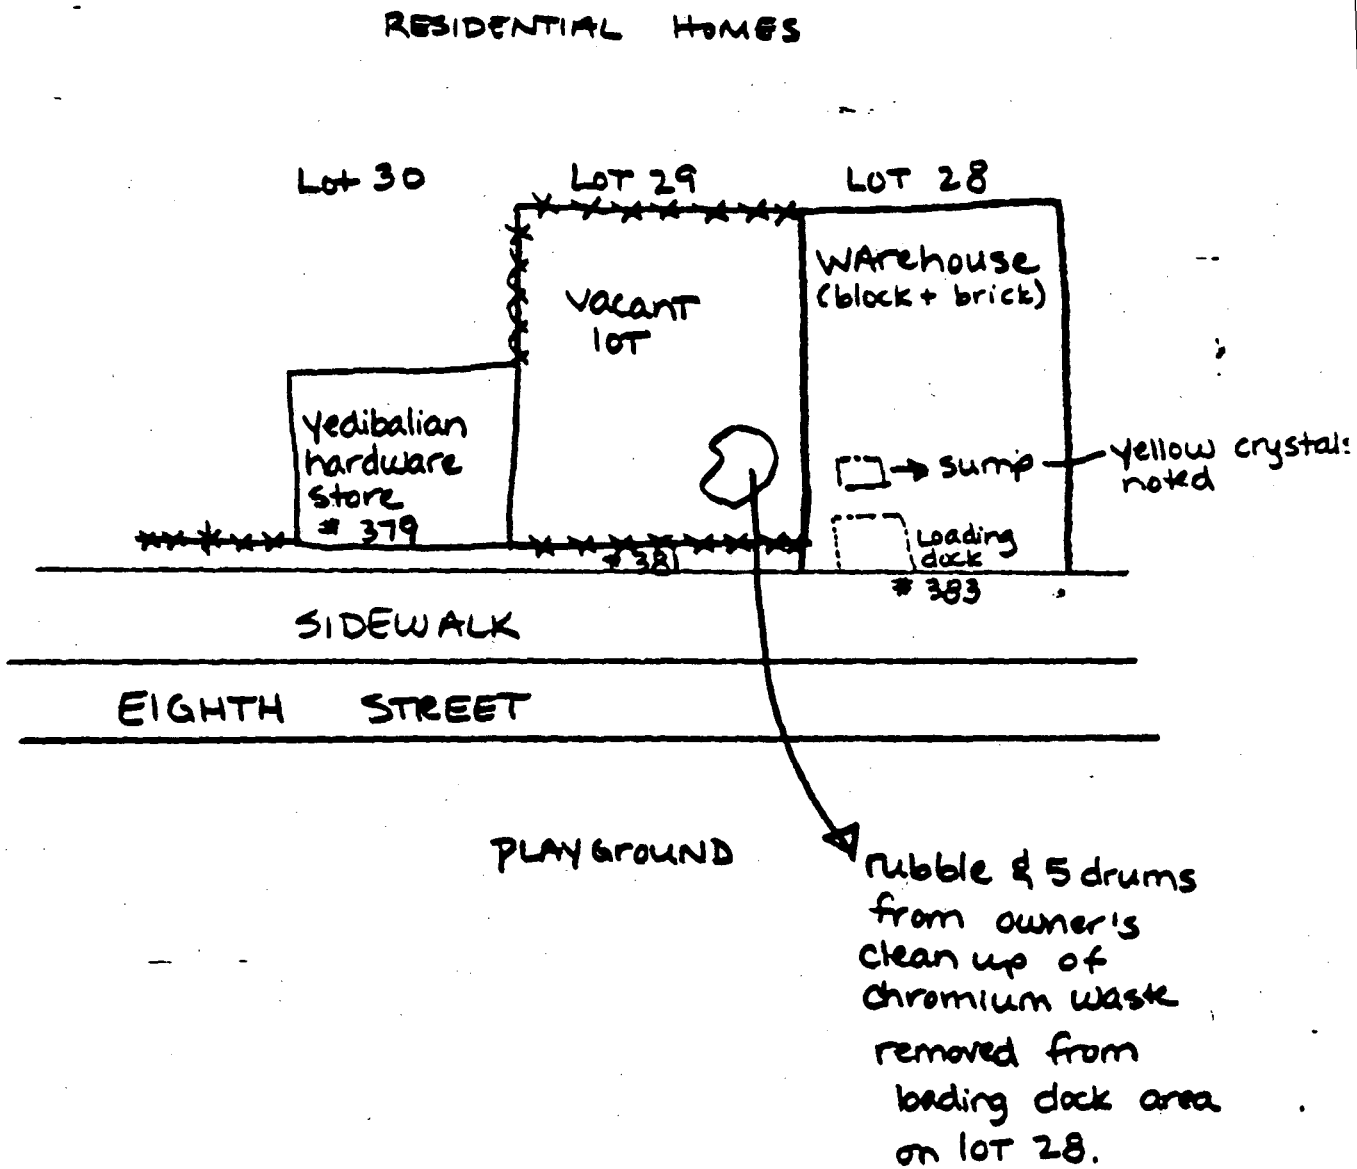 RESIDENTIAL HOMES
Lot 30
LOT 29
LOT 28
WArehouse
(block + brick)
vacant
lOT
Yedibalian
hardware
store
# 379
sump
yellow crystals
noted
Loading
dock
# 381
# 383
SIDEWALK
EIGHTH STREET
PLAYGrOUND
rubble & 5 drums
from owner's
clean up of
chromium waste
removed from
loading dock area
on lOT 28.